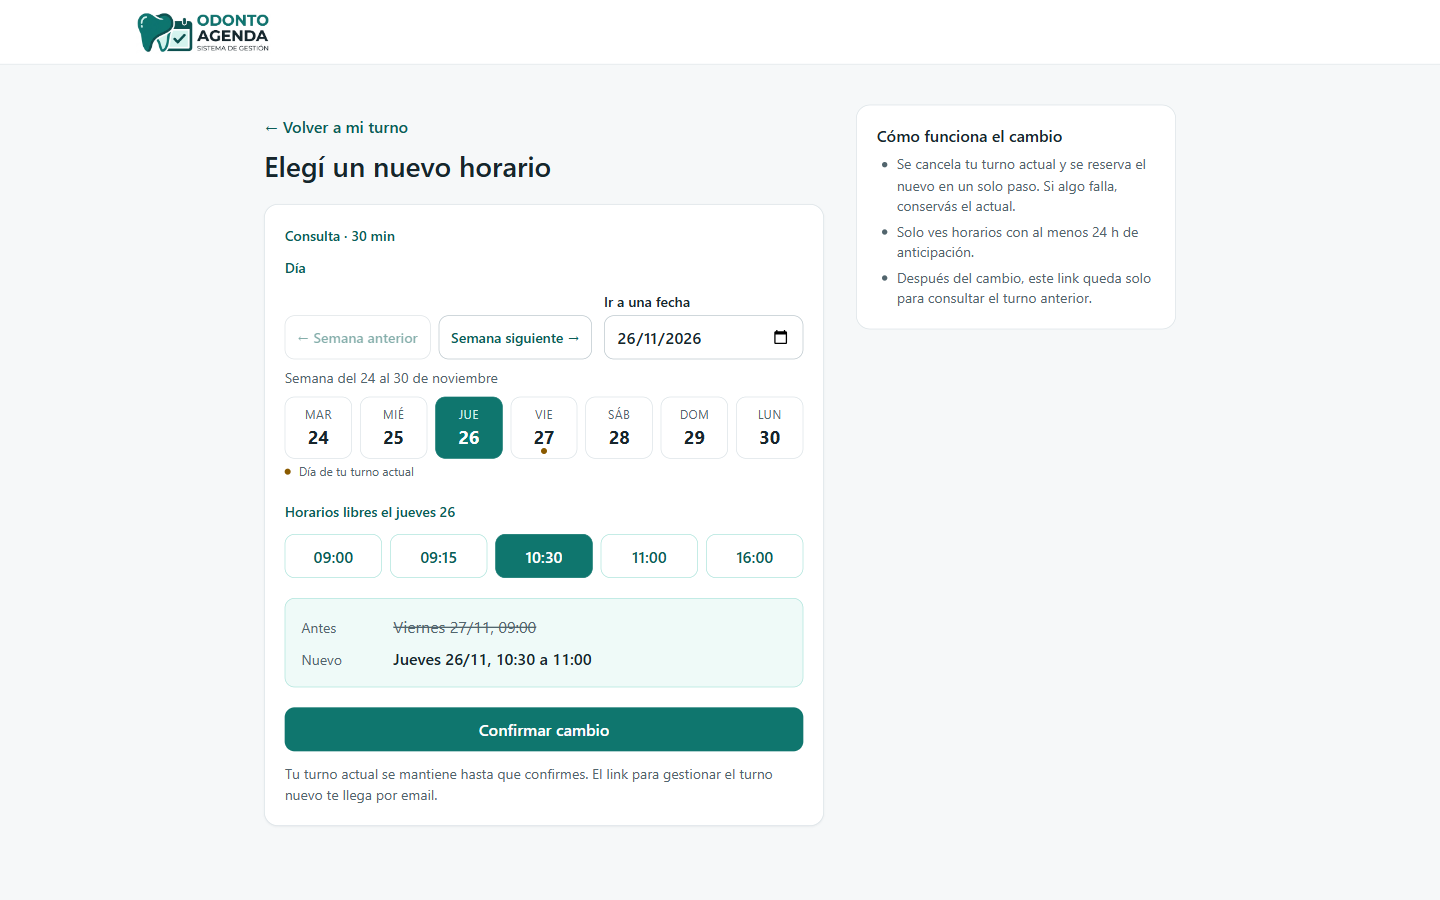 ODONTO
AGENDA
SISTEMA DE GESTIÓN
← Volver a mi turno
Elegí un nuevo horario
Consulta · 30 min
Día
Ir a una fecha
← Semana anterior
Semana siguiente →
26/11/2026
Semana del 24 al 30 de noviembre
MAR
24
MIÉ
25
JUE
26
VIE
27
SÁB
28
DOM
29
LUN
30
Día de tu turno actual
Horarios libres el jueves 26
09:00
09:15
10:30
11:00
16:00
Antes
Viernes 27/11, 09:00
Nuevo
Jueves 26/11, 10:30 a 11:00
Confirmar cambio
Tu turno actual se mantiene hasta que confirmes. El link para gestionar el turno
nuevo te llega por email.
Cómo funciona el cambio
Se cancela tu turno actual y se reserva el
nuevo en un solo paso. Si algo falla,
conservás el actual.
Solo ves horarios con al menos 24 h de
anticipación.
Después del cambio, este link queda solo
para consultar el turno anterior.